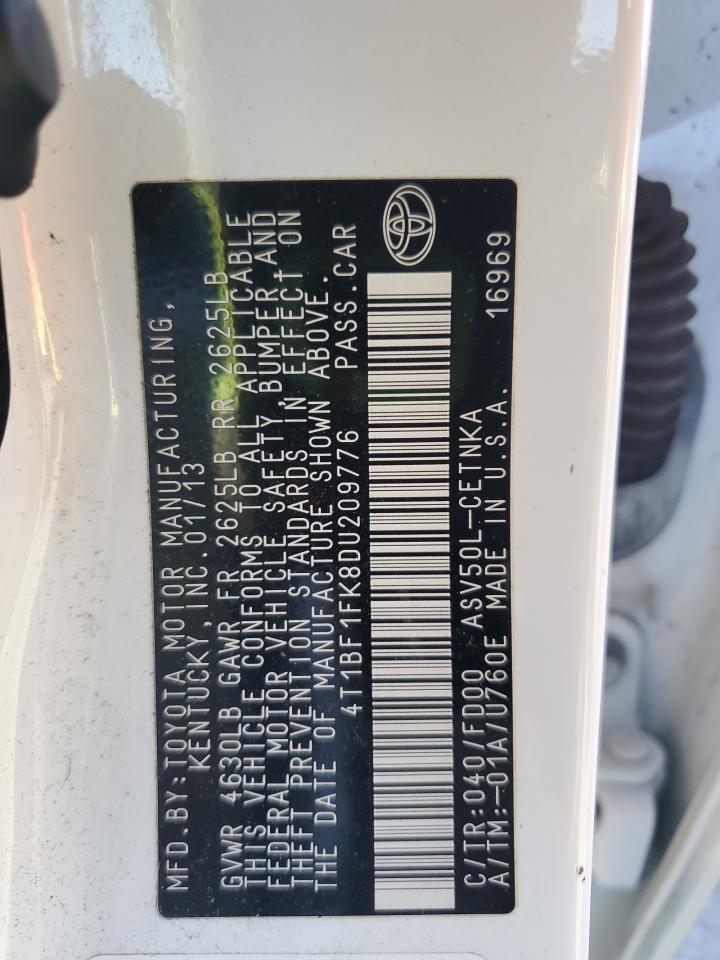 MFD.BY:TOYOTA MOTOR MANUFACTURING,
KENTUCKY,INC.01/13
GVWR 4630LB GAWR FR 2625LB RR 2625LB
THIS VEHICLE CONFORMS TO ALL APPLICABLE
FEDERAL MOTOR VEHICLE SAFETY,BUMPER AND
THEFT PREVENTION STANDARDS IN EFFECT ON
THE DATE OF MANUFACTURE SHOWN ABOVE.
4T1BF1FK8DU209776 PASS.CAR
C/TR:040/FD00 ASV50L-CETNKA 16969
A/TM:-01A/U760E MADE IN U.S.A.